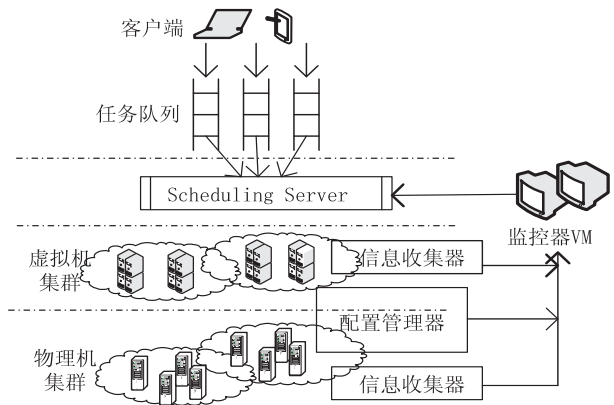 客户端
任务队列
Scheduling Server
监控器VM
虚拟机
集群
信息收集器
配置管理器
物理机
集群
信息收集器